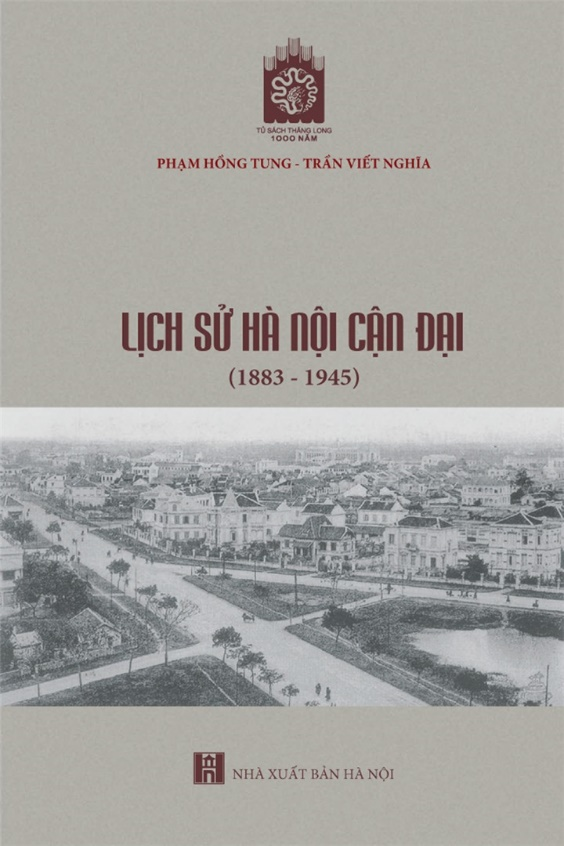 TỦ SÁCH THĂNG LONG
1000 NĂM
PHẠM HỒNG TUNG - TRẦN VIẾT NGHĨA
LỊCH SỬ HÀ NỘI CẬN ĐẠI
(1883 - 1945)
NHÀ XUẤT BẢN HÀ NỘI